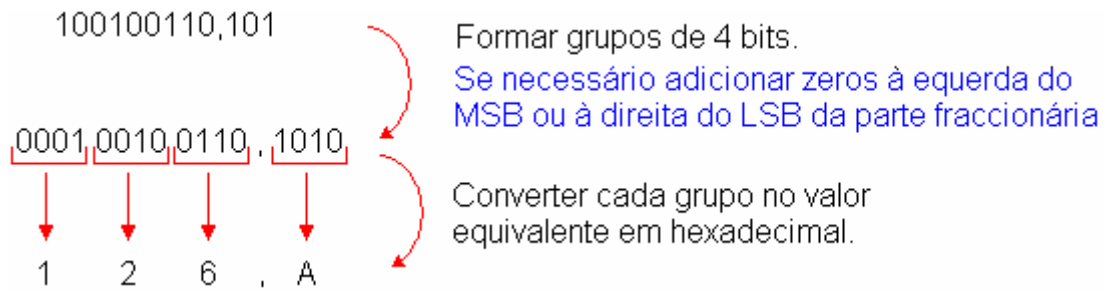 100100110,101
Formar grupos de 4 bits.
Se necessário adicionar zeros à equerda do
MSB ou à direita do LSB da parte fraccionária
0001 0010 0110 , 1010
Converter cada grupo no valor
equivalente em hexadecimal.
1 2 6 , A